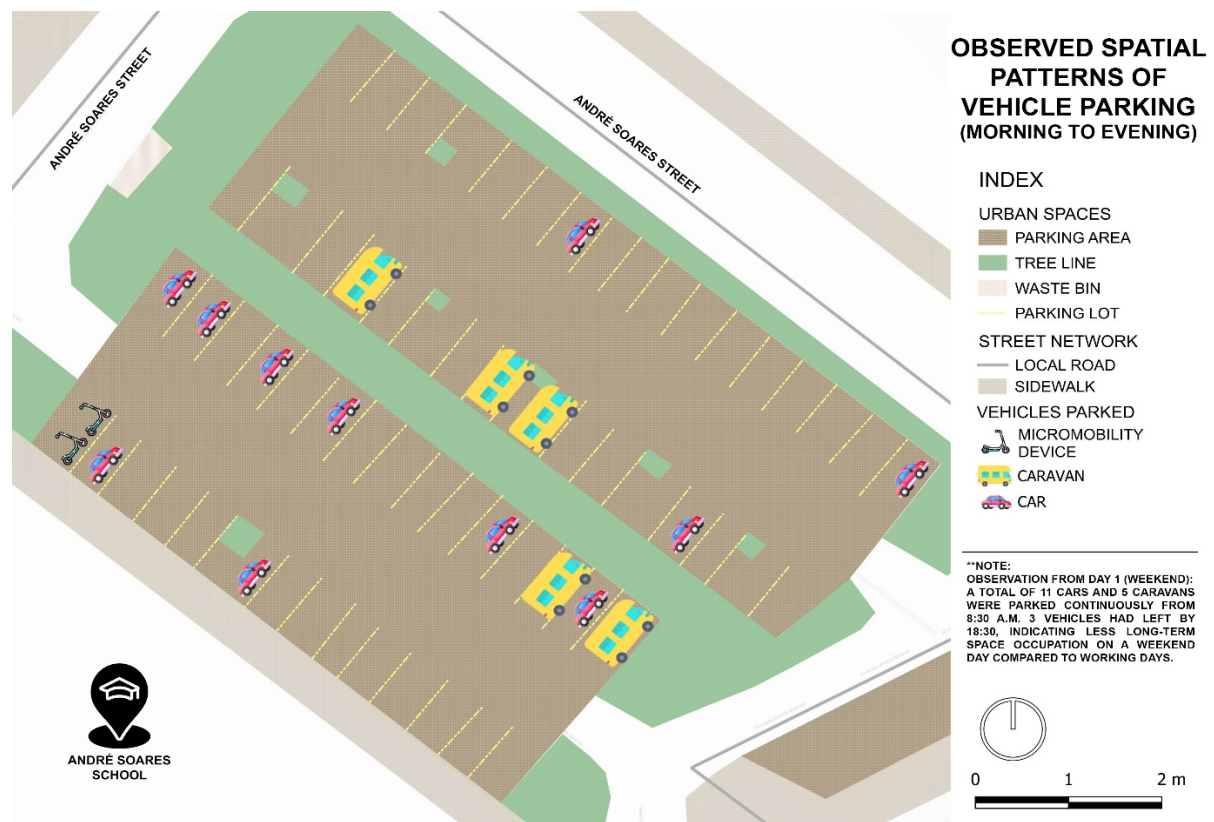 ANDRÉ SOARES STREET
ANDRÉ SOARES STREET
ANDRÉ SOARES
SCHOOL
OBSERVED SPATIAL
PATTERNS OF
VEHICLE PARKING
(MORNING TO EVENING)
INDEX
URBAN SPACES
PARKING AREA
TREE LINE
WASTE BIN
PARKING LOT
STREET NETWORK
LOCAL ROAD
SIDEWALK
VEHICLES PARKED
MICROMOBILITY
DEVICE
CARAVAN
CAR
**NOTE:
OBSERVATION FROM DAY 1 (WEEKEND):
A TOTAL OF 11 CARS AND 5 CARAVANS
WERE PARKED CONTINUOUSLY FROM
8:30 A.M. 3 VEHICLES HAD LEFT BY
18:30, INDICATING LESS LONG-TERM
SPACE OCCUPATION ON A WEEKEND
DAY COMPARED TO WORKING DAYS.
0 1 2 m